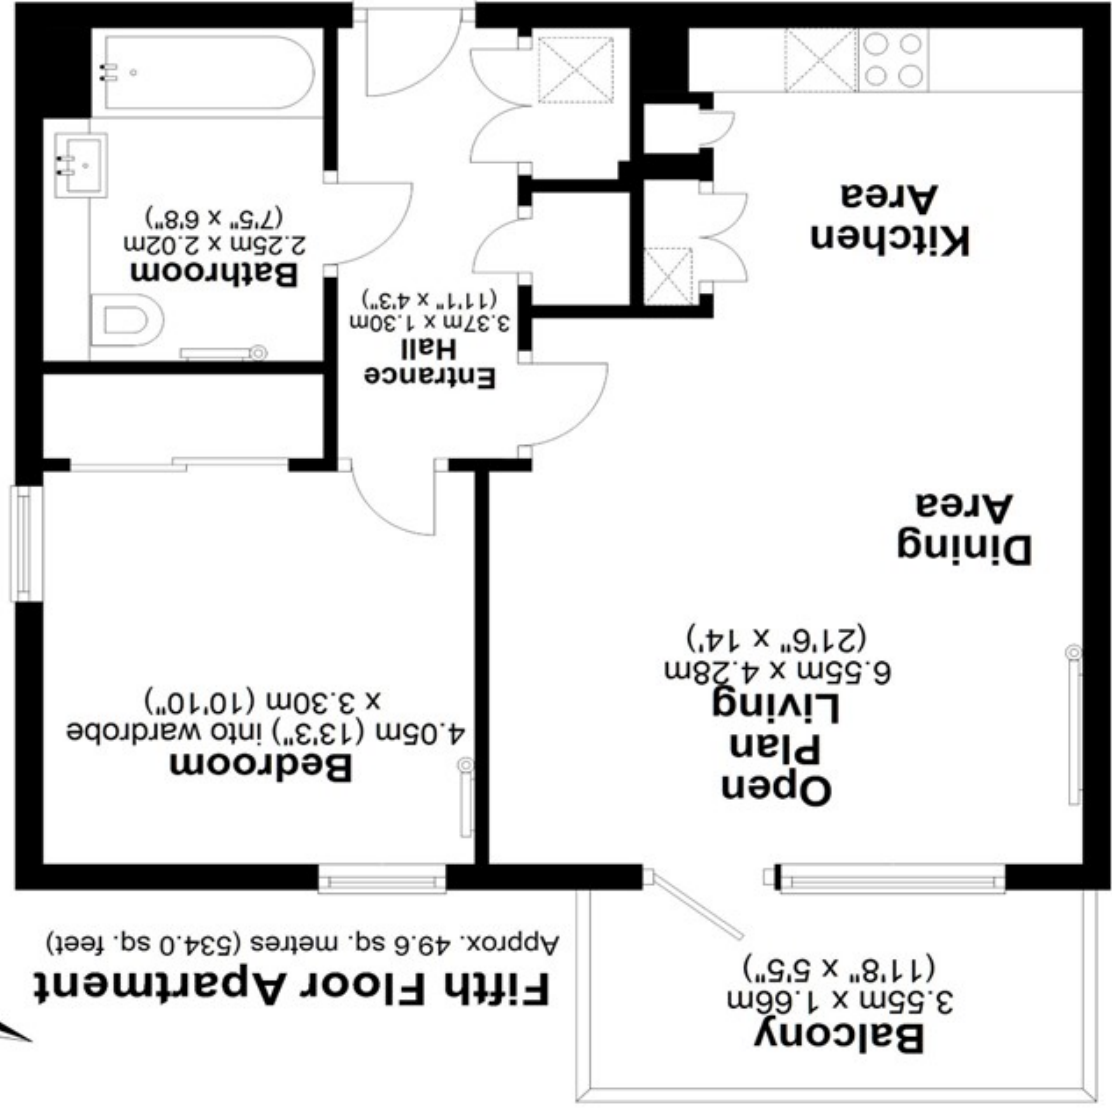 Balcony
3.55m x 1.66m
(11'8" x 5'5")
Fifth Floor Apartment
Approx. 49.6 sq. metres (534.0 sq. feet)
Open
Plan
Living
6.55m x 4.28m
(21'6" x 14')
Bedroom
4.05m (13'3") into wardrobe
x 3.30m (10'10")
Dining
Area
Entrance
Hall
3.37m x 1.30m
(11'1" x 4'3")
Bathroom
2.25m x 2.02m
(7'5" x 6'8")
Kitchen
Area